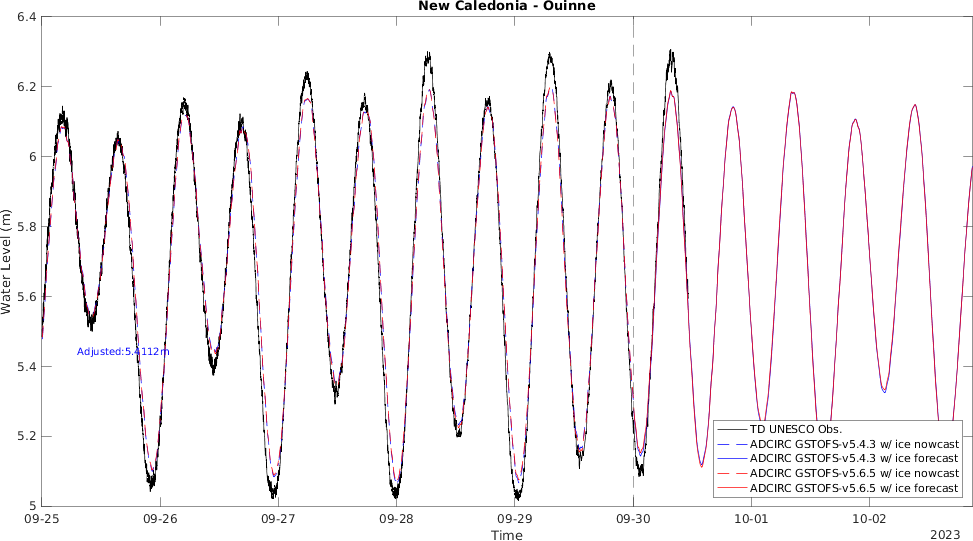 New Caledonia - Ouinne
6.4
6.2
6
5.8
5.6
5.4
5.2
5
Water Level (m)
Adjusted:5.4112m
TD UNESCO Obs.
ADCIRC GSTOFS-v5.4.3 w/ ice nowcast
ADCIRC GSTOFS-v5.4.3 w/ ice forecast
ADCIRC GSTOFS-v5.6.5 w/ ice nowcast
ADCIRC GSTOFS-v5.6.5 w/ ice forecast
09-25 09-26 09-27 09-28 09-29 09-30 10-01 10-02
Time
2023